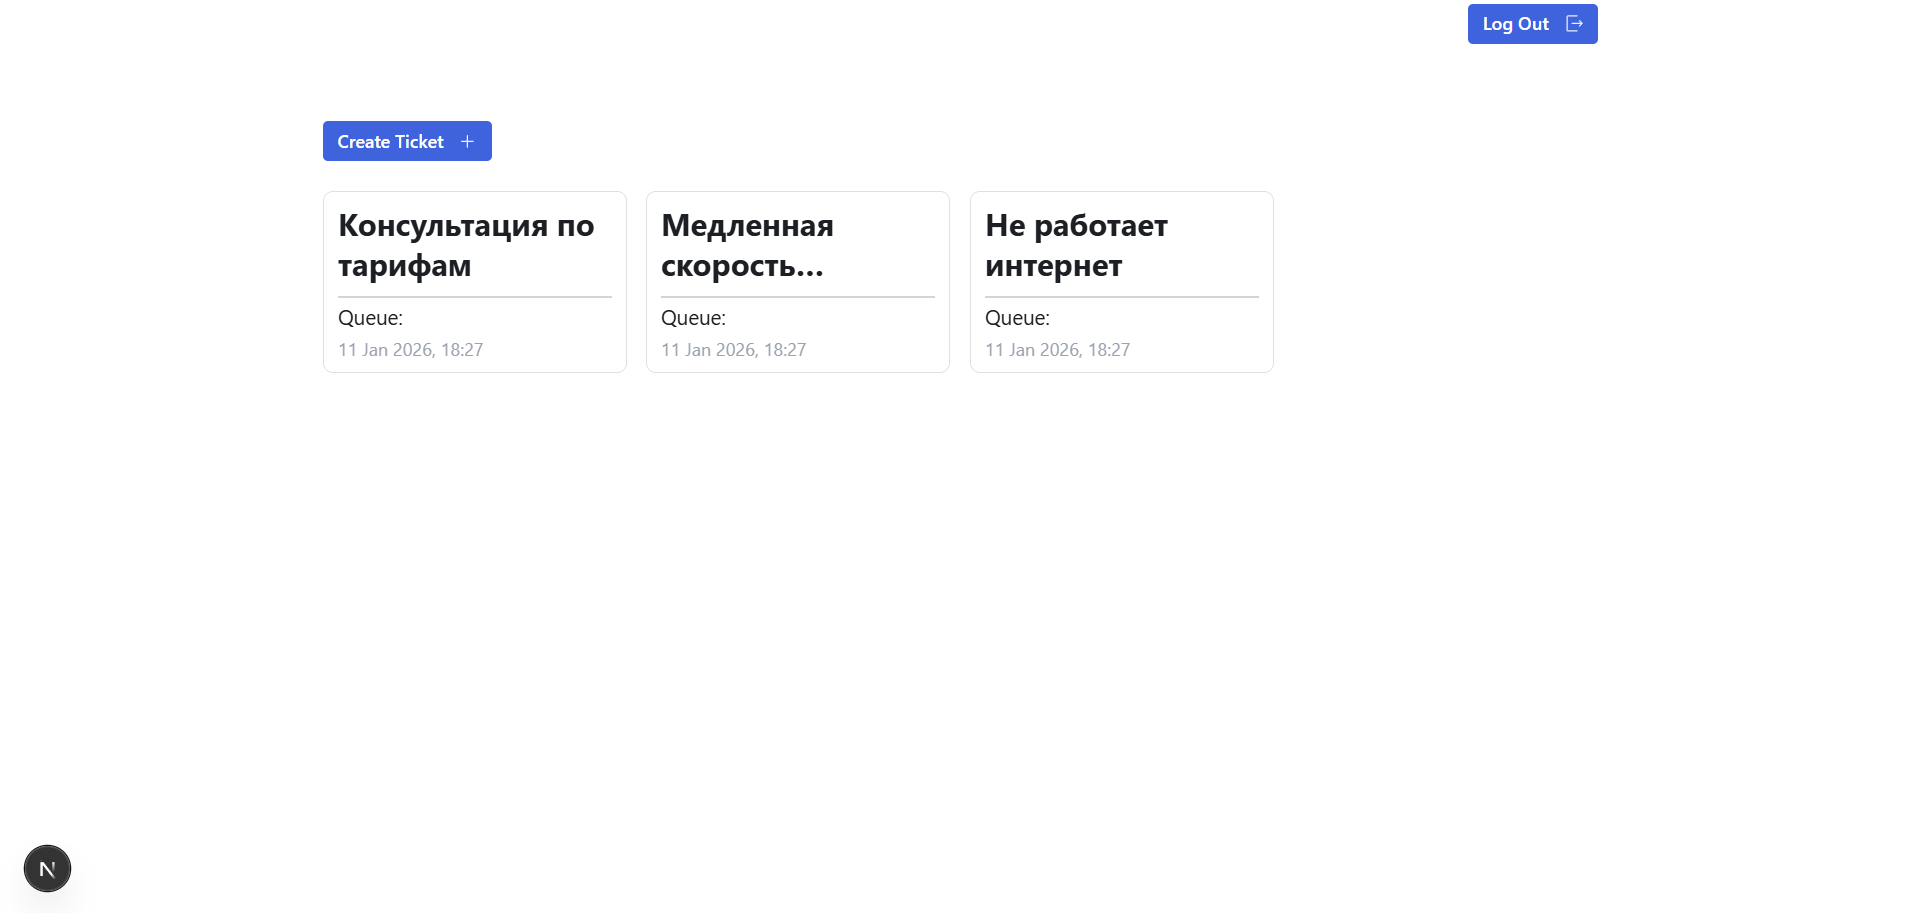 Log Out
Create Ticket
Консультация по
тарифам
Queue:
11 Jan 2026, 18:27
Медленная
скорость...
Queue:
11 Jan 2026, 18:27
Не работает
интернет
Queue:
11 Jan 2026, 18:27
N